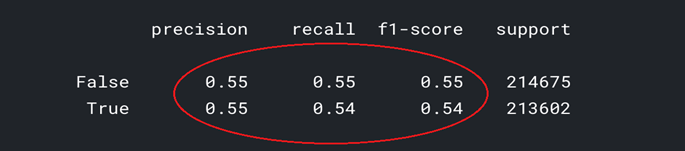 precision recall f1-score support
False 0.55 0.55 0.55 214675
True 0.55 0.54 0.54 213602